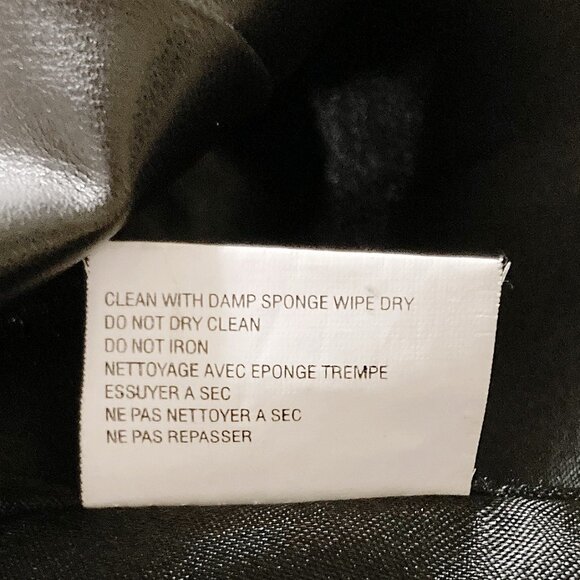 CLEAN WITH DAMP SPONGE WIPE DRY
DO NOT DRY CLEAN
DO NOT IRON
NETTOYAGE AVEC EPONGE TREMPE
ESSUYER A SEC
NE PAS NETTOYER A SEC
NE PAS REPASSER